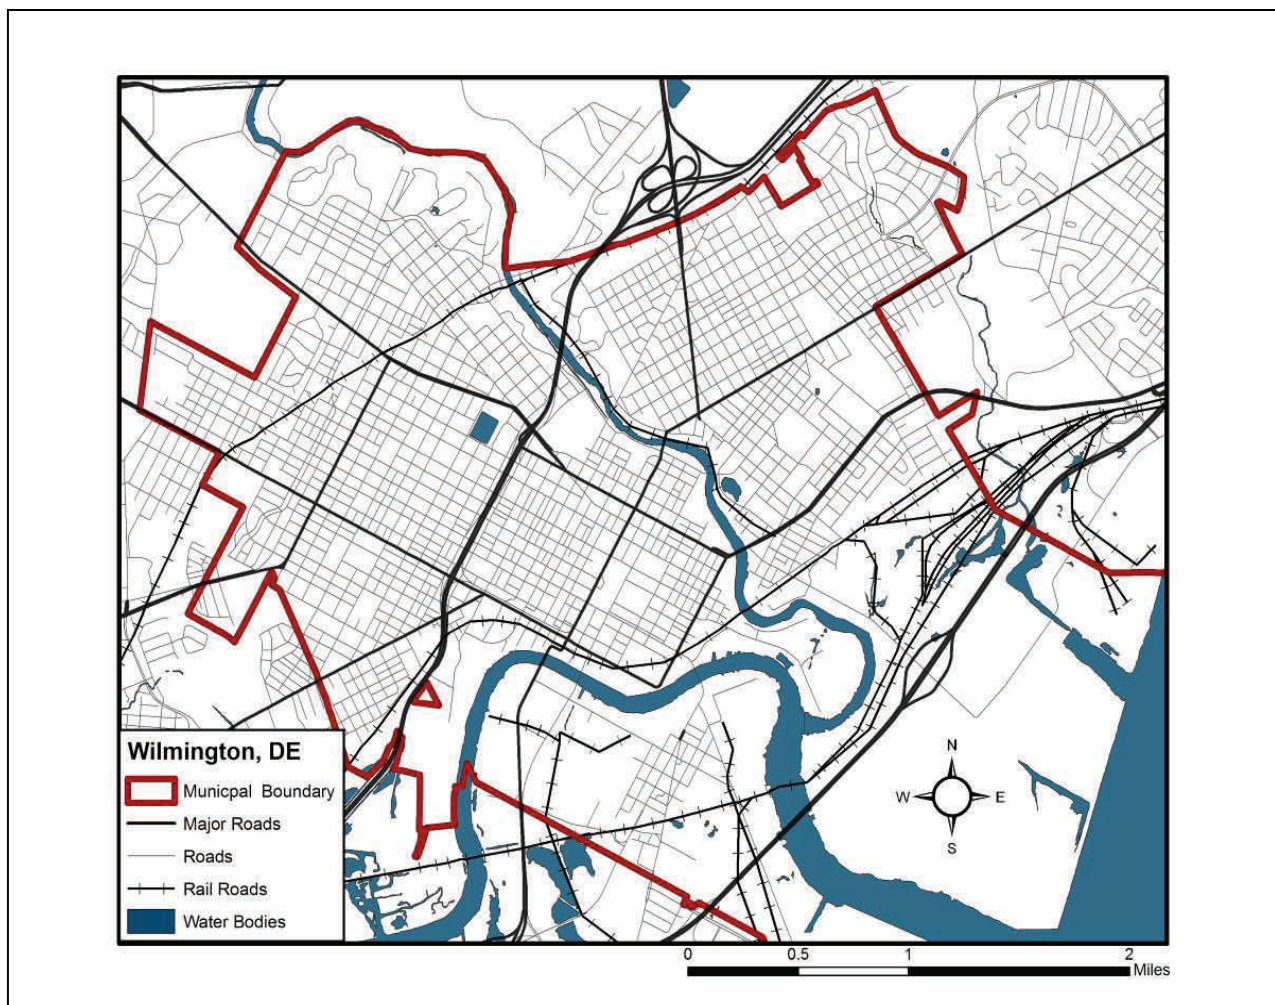 Wilmington, DE
Municpal Boundary
Major Roads
Roads
Rail Roads
Water Bodies
N
W E
S
0 0.5 1 2
Miles